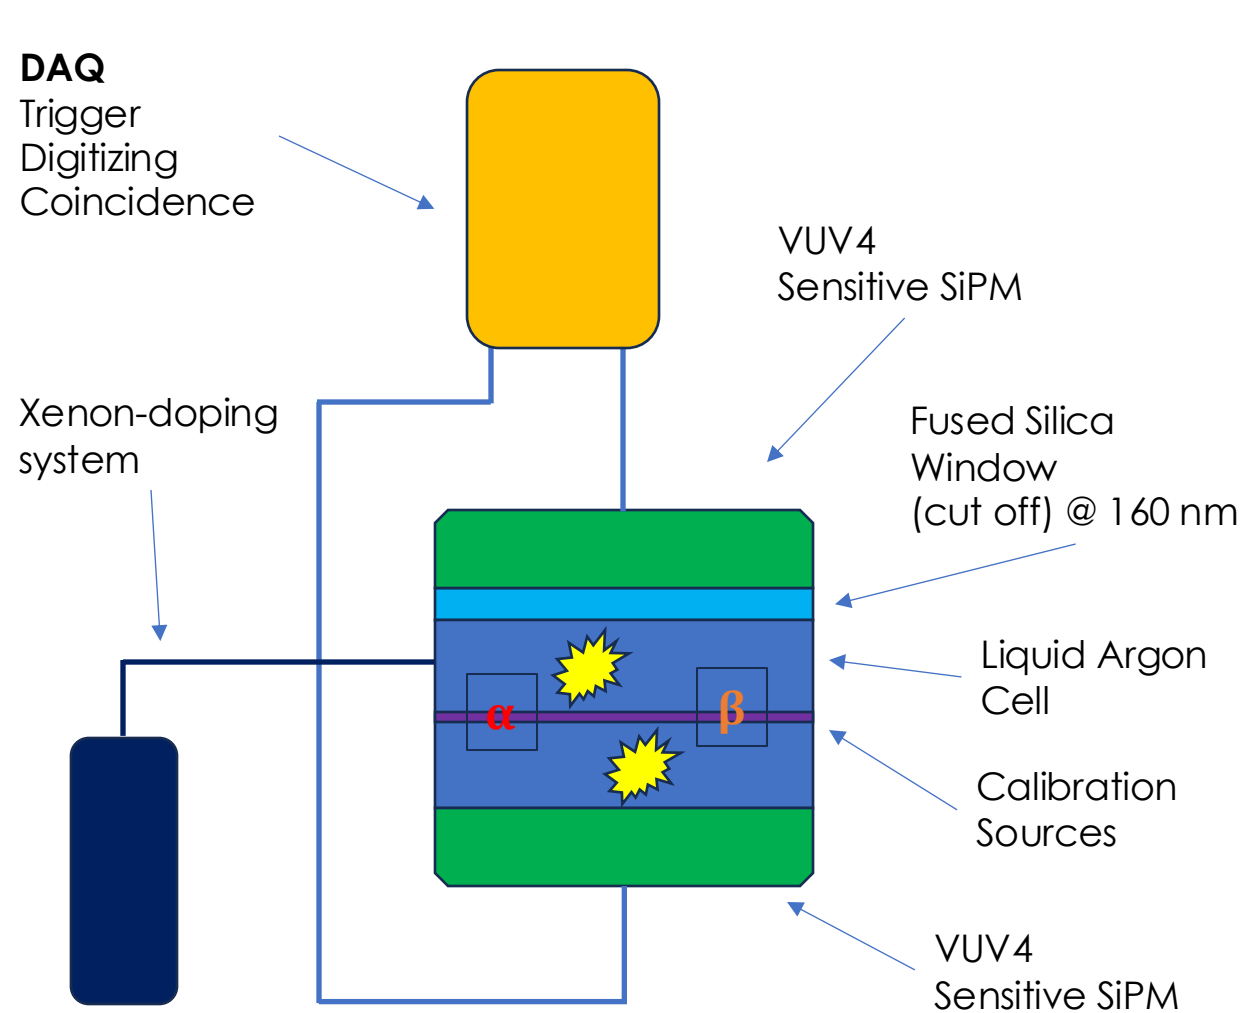 DAQ
Trigger
Digitizing
Coincidence
VUV4
Sensitive SiPM
Xenon-doping
system
Fused Silica
Window
(cut off) @ 160 nm
Liquid Argon
Cell
α
β
Calibration
Sources
VUV4
Sensitive SiPM